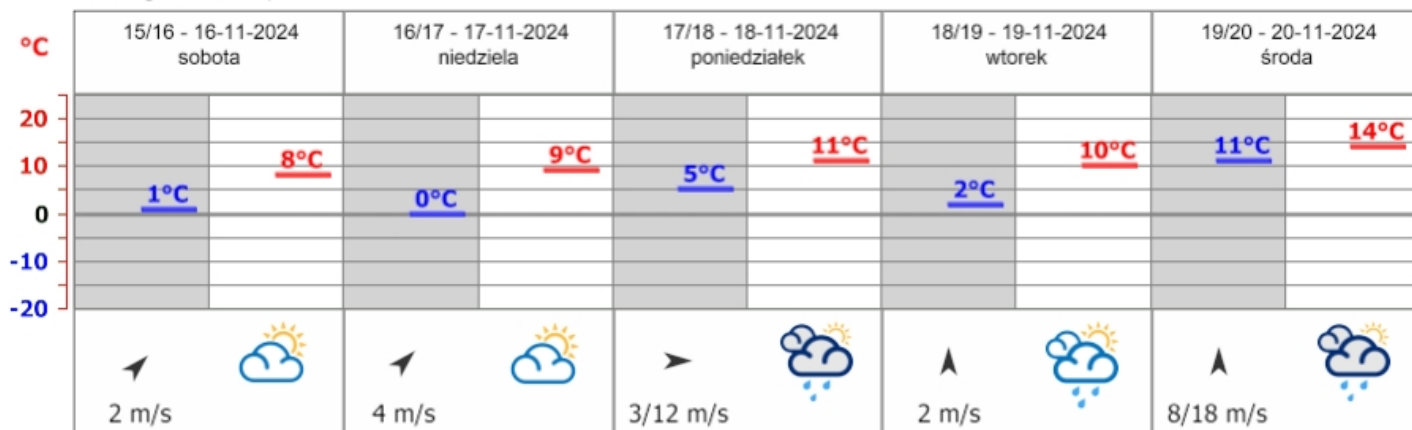 °C
15/16 - 16-11-2024
sobota
16/17 - 17-11-2024
niedziela
17/18 - 18-11-2024
poniedziałek
18/19 - 19-11-2024
wtorek
19/20 - 20-11-2024
środa
20
10
0
-10
-20
1°C
8°C
0°C
9°C
5°C
11°C
2°C
10°C
11°C
14°C
2 m/s
4 m/s
3/12 m/s
2 m/s
8/18 m/s